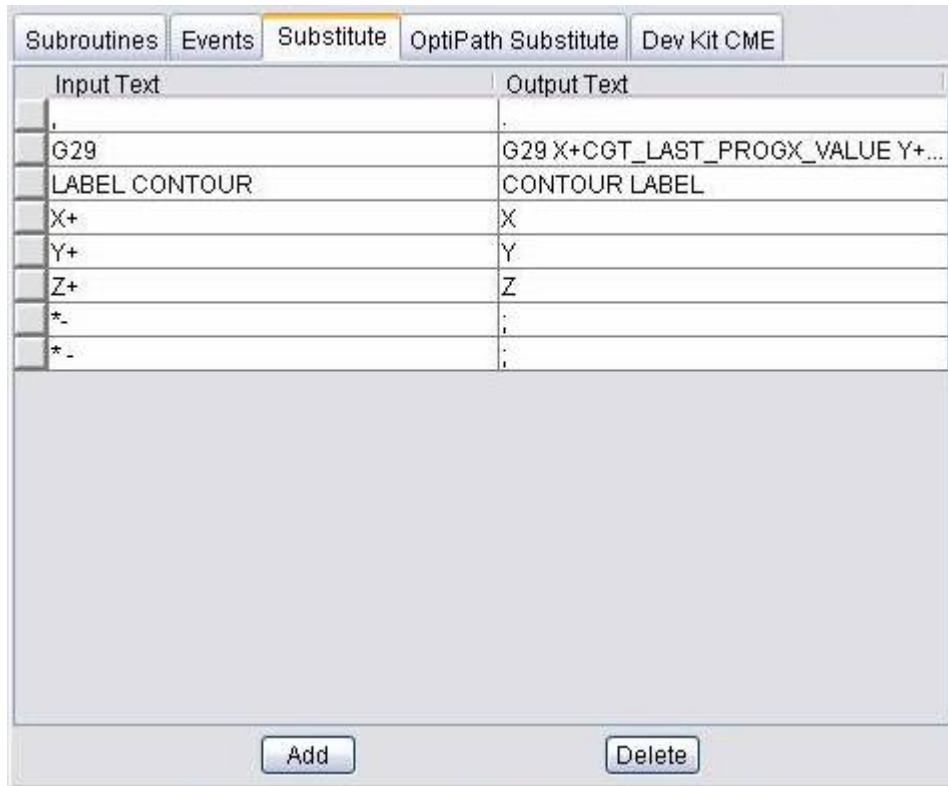 Subroutines Events Substitute OptiPath Substitute Dev Kit CME
Input Text Output Text
, .
G29 G29 X+CGT_LAST_PROGX_VALUE Y+...
LABEL CONTOUR CONTOUR LABEL
X+ X
Y+ Y
Z+ Z
*- ;
* - ;
Add Delete